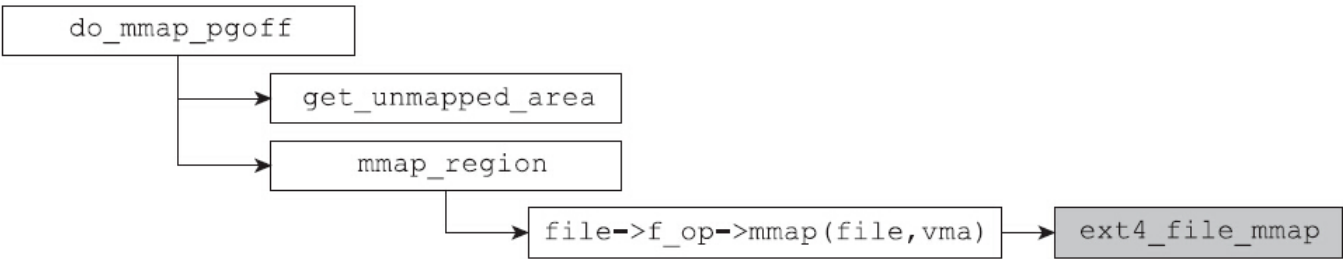 do_mmap_pgoff
get_unmapped_area
mmap_region
file->f_op->mmap(file,vma)
ext4_file_mmap